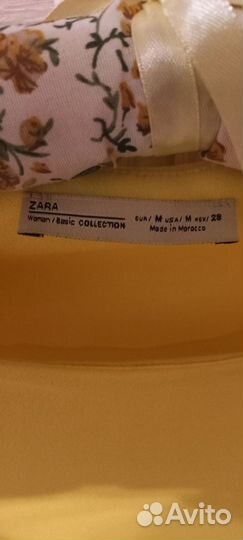 ZARA
Woman / Basic COLLECTION
EUR/ M USA/ M MEX/ 28
Made in Morocco
Avito